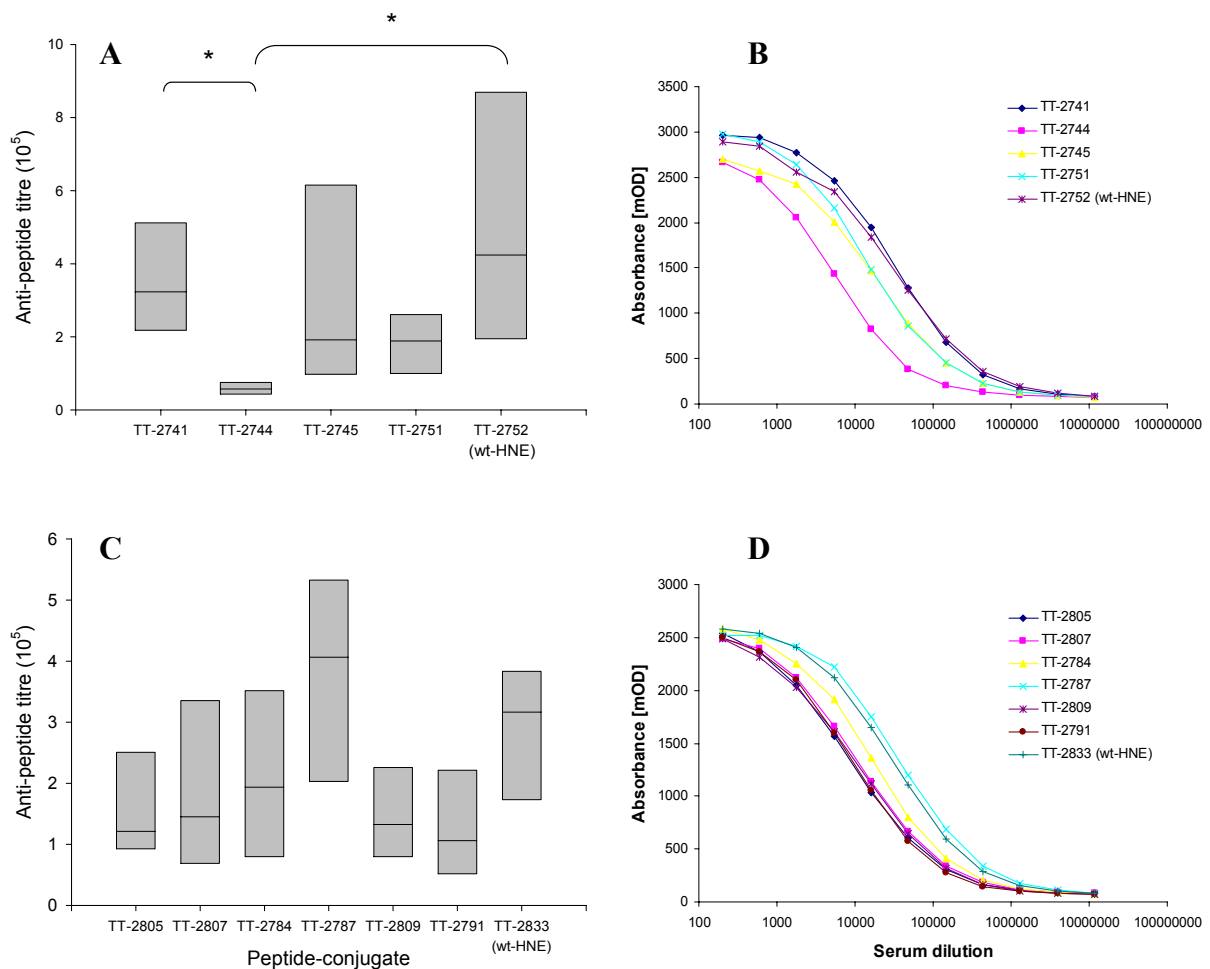 A
*
*
Anti-peptide titre (10⁵)
10
8
6
4
2
0
TT-2741 TT-2744 TT-2745 TT-2751 TT-2752
(wt-HNE)
B
Absorbance [mOD]
3500
3000
2500
2000
1500
1000
500
0
100 1000 10000 100000 1000000 10000000 100000000
TT-2741
TT-2744
TT-2745
TT-2751
TT-2752 (wt-HNE)
C
Anti-peptide titre (10⁵)
6
5
4
3
2
1
0
TT-2805 TT-2807 TT-2784 TT-2787 TT-2809 TT-2791 TT-2833
(wt-HNE)
Peptide-conjugate
D
Absorbance [mOD]
3000
2500
2000
1500
1000
500
0
100 1000 10000 100000 1000000 10000000 100000000
Serum dilution
TT-2805
TT-2807
TT-2784
TT-2787
TT-2809
TT-2791
TT-2833 (wt-HNE)